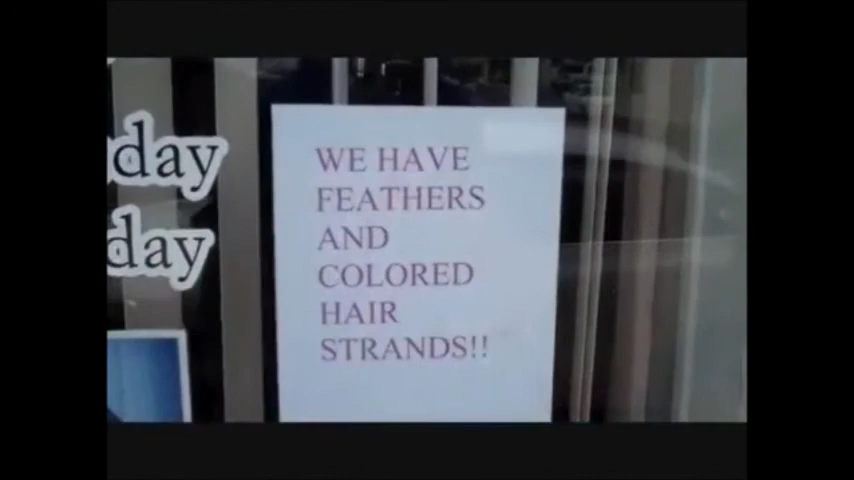 day
day
WE HAVE
FEATHERS
AND
COLORED
HAIR
STRANDS!!